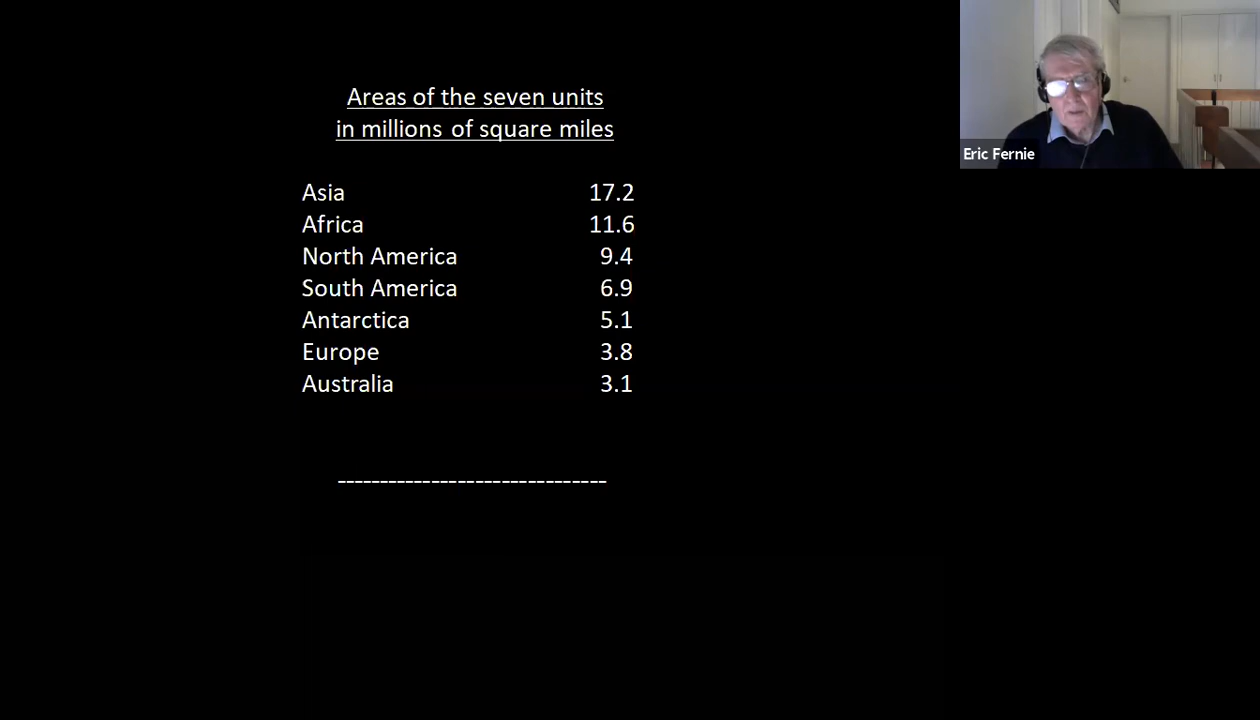 Areas of the seven units
in millions of square miles
Asia 17.2
Africa 11.6
North America 9.4
South America 6.9
Antarctica 5.1
Europe 3.8
Australia 3.1
------------------------------
Eric Fernie